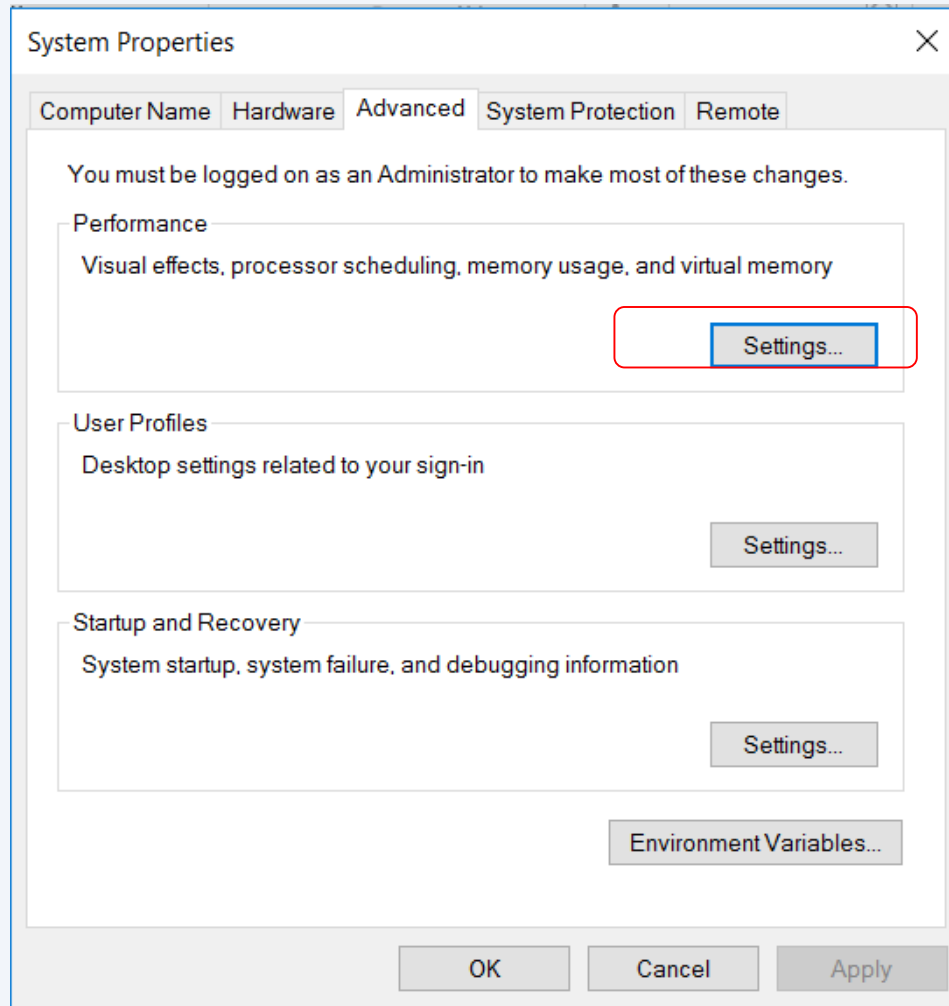 System Properties
Computer Name Hardware Advanced System Protection Remote
You must be logged on as an Administrator to make most of these changes.
Performance
Visual effects, processor scheduling, memory usage, and virtual memory
Settings...
User Profiles
Desktop settings related to your sign-in
Settings...
Startup and Recovery
System startup, system failure, and debugging information
Settings...
Environment Variables...
OK Cancel Apply